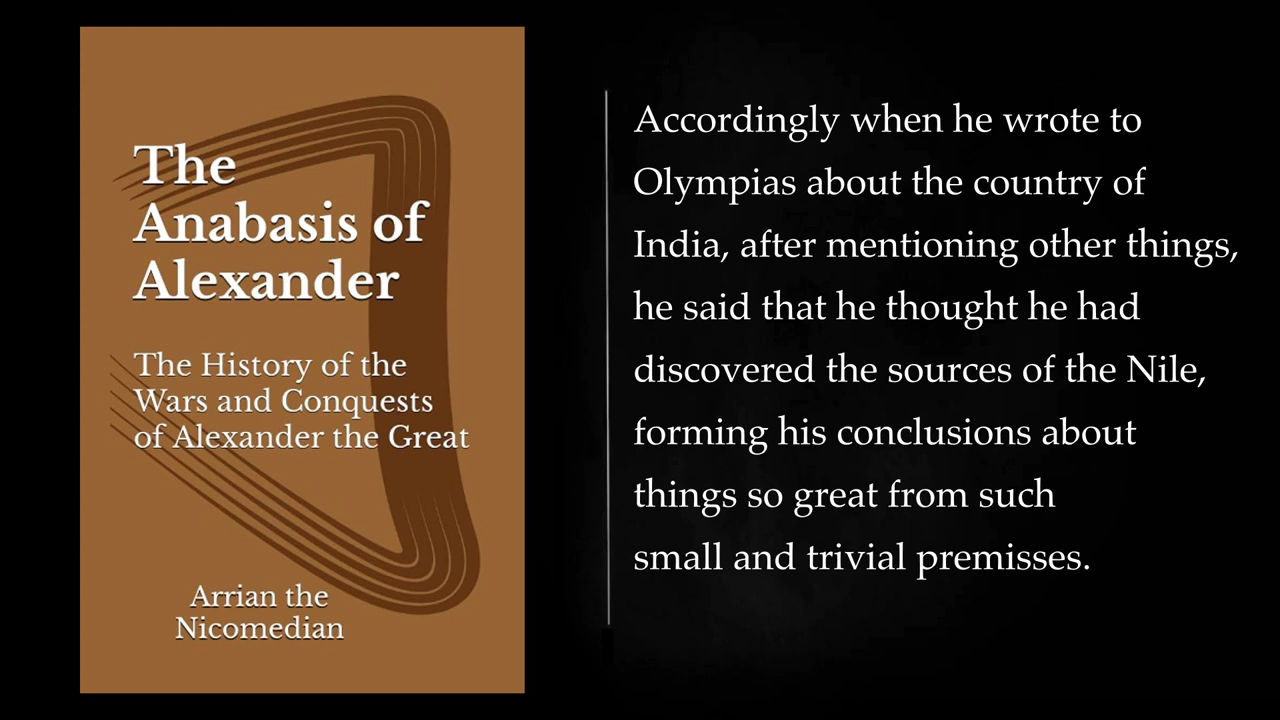 The
Anabasis of
Alexander
The History of the
Wars and Conquests
of Alexander the Great
Arrian the
Nicomedian
Accordingly when he wrote to
Olympias about the country of
India, after mentioning other things,
he said that he thought he had
discovered the sources of the Nile,
forming his conclusions about
things so great from such
small and trivial premisses.